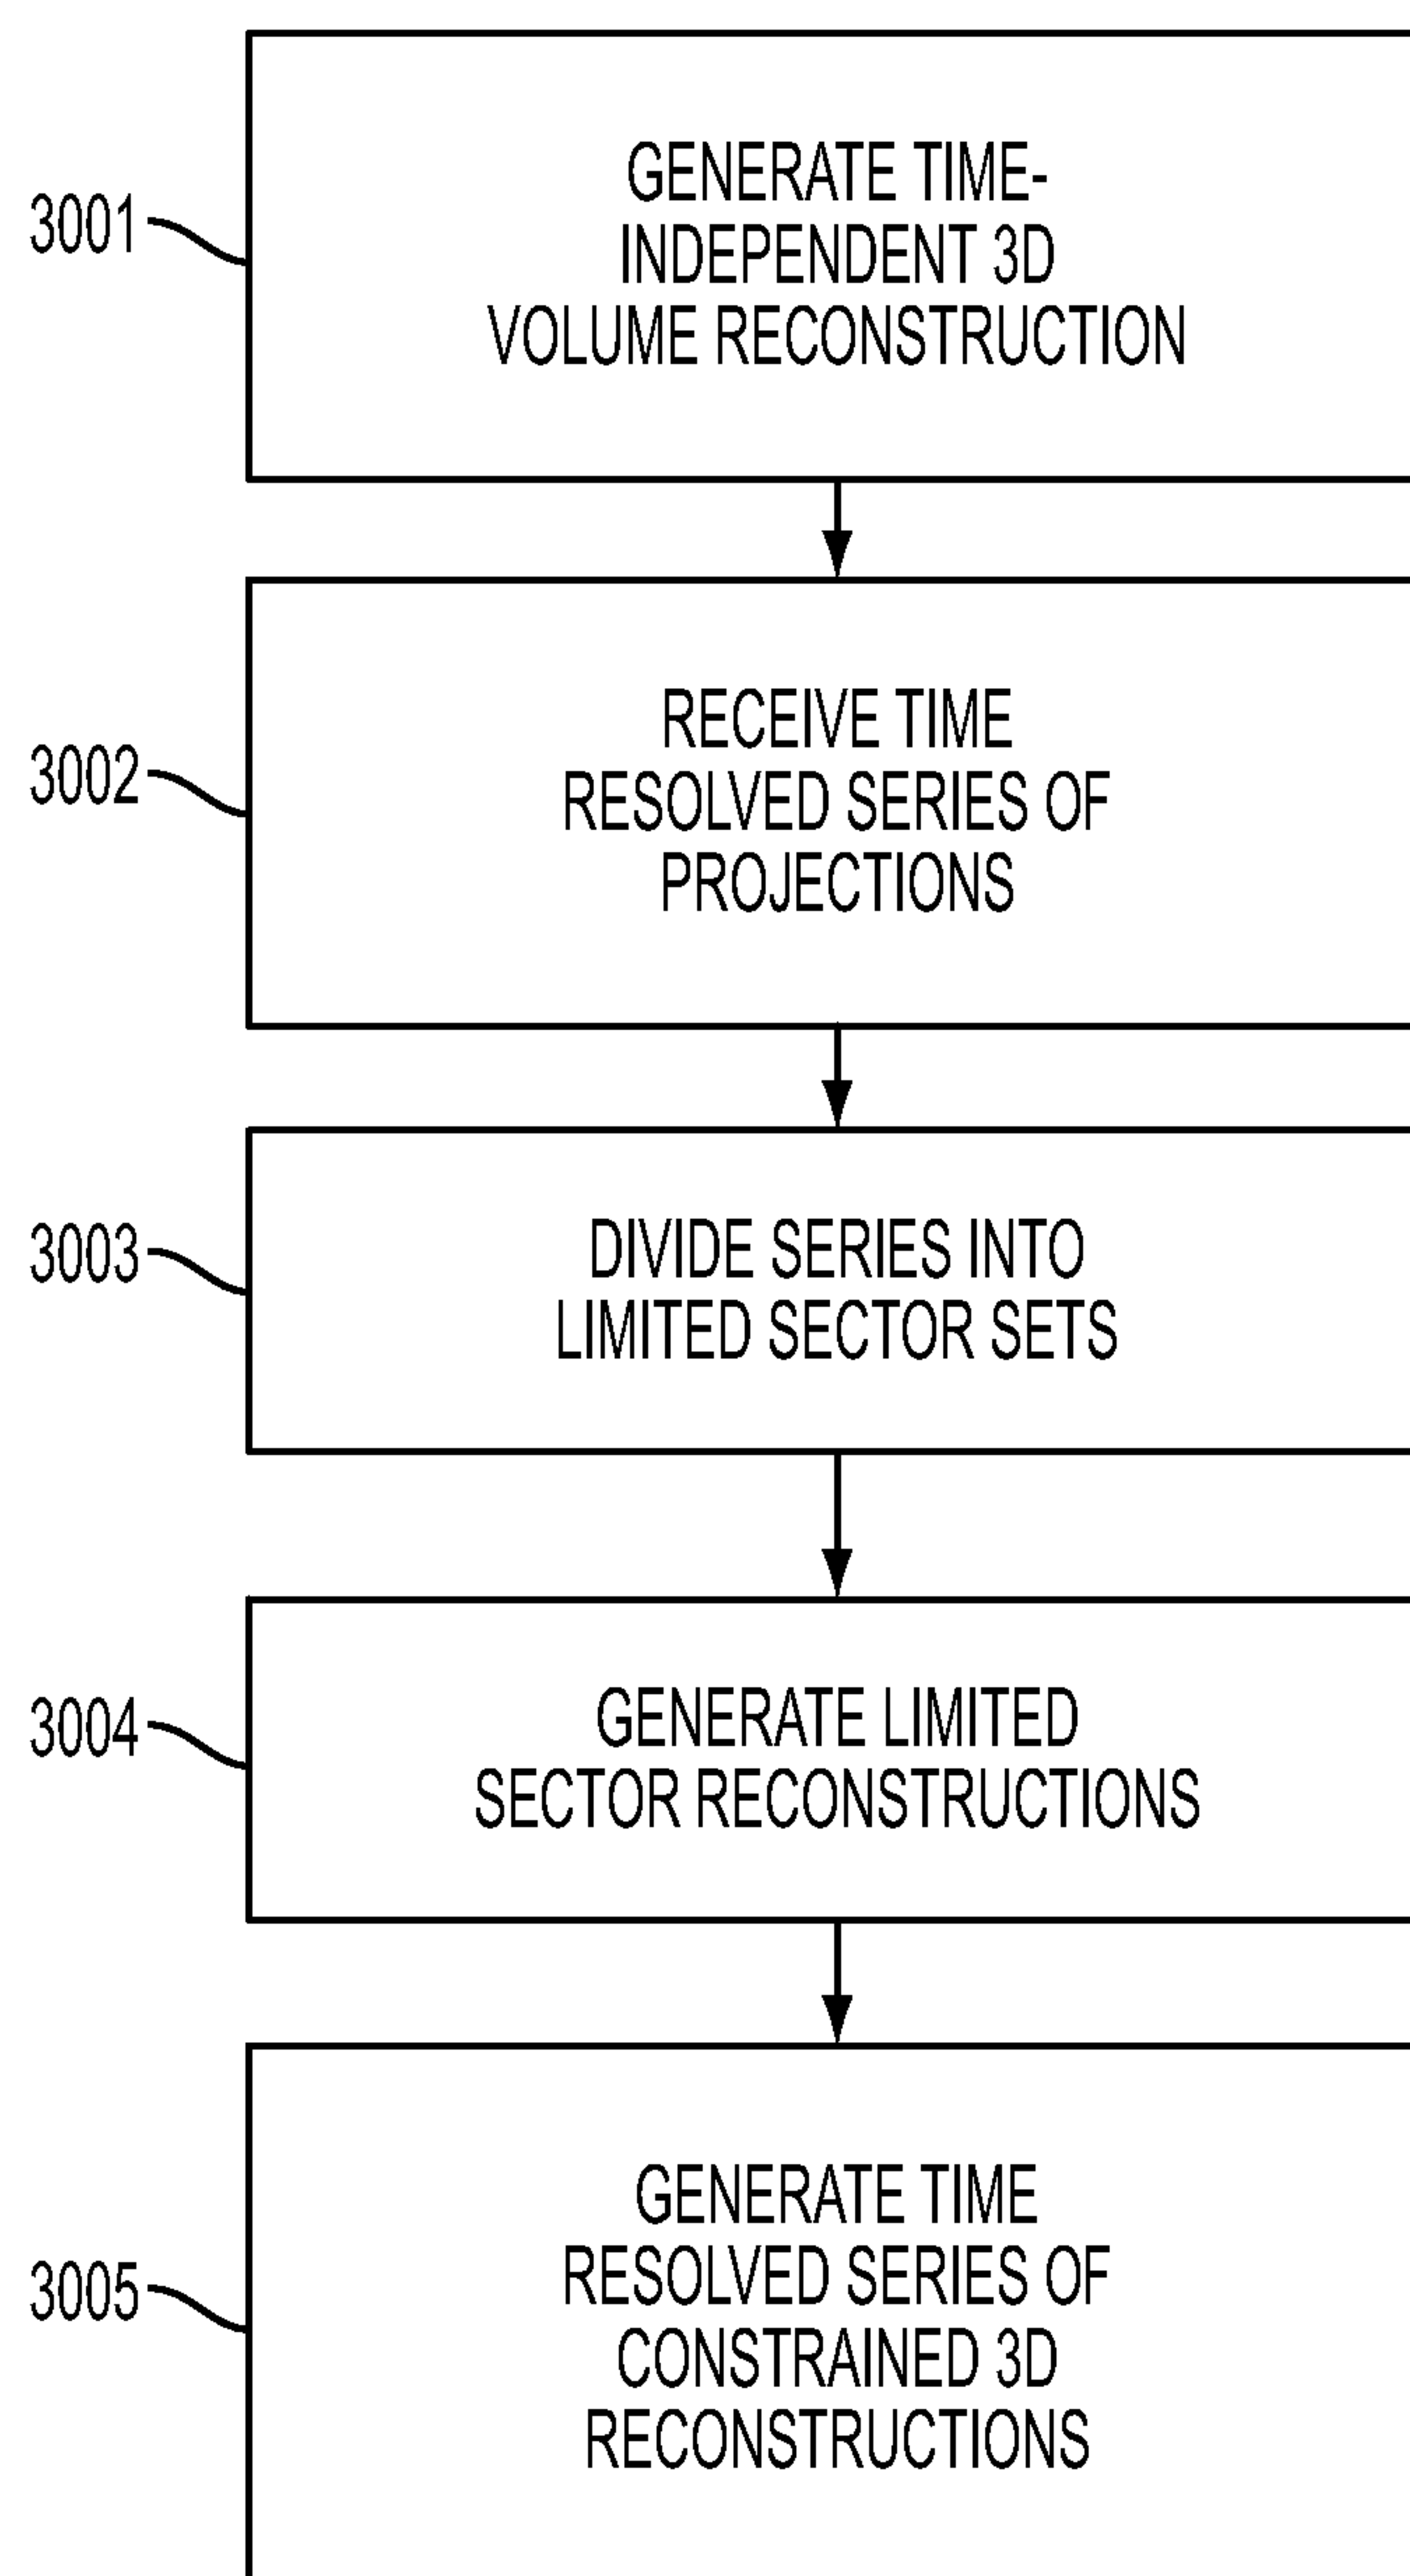 3001
GENERATE TIME-
INDEPENDENT 3D
VOLUME RECONSTRUCTION
3002
RECEIVE TIME
RESOLVED SERIES OF
PROJECTIONS
3003
DIVIDE SERIES INTO
LIMITED SECTOR SETS
3004
GENERATE LIMITED
SECTOR RECONSTRUCTIONS
3005
GENERATE TIME
RESOLVED SERIES OF
CONSTRAINED 3D
RECONSTRUCTIONS